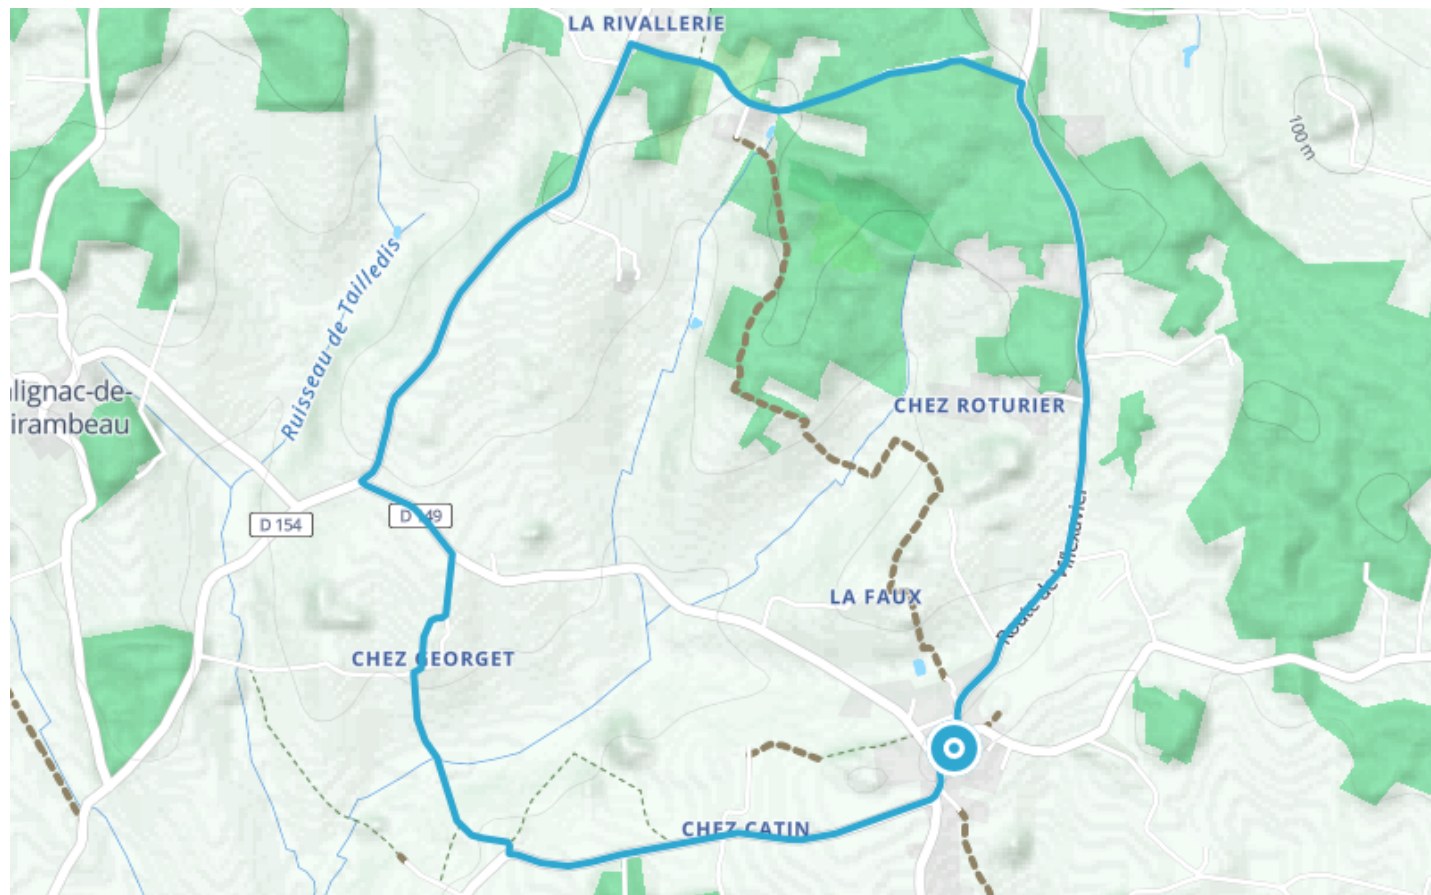 LA RIVALLERIE
100 m
Ruisseau-de-Tailledis
lignac-de-
irambeau
CHEZ ROTURIER
D 154
LA FAUX
Route de
CHEZ GEORGET
CHEZ CATIN